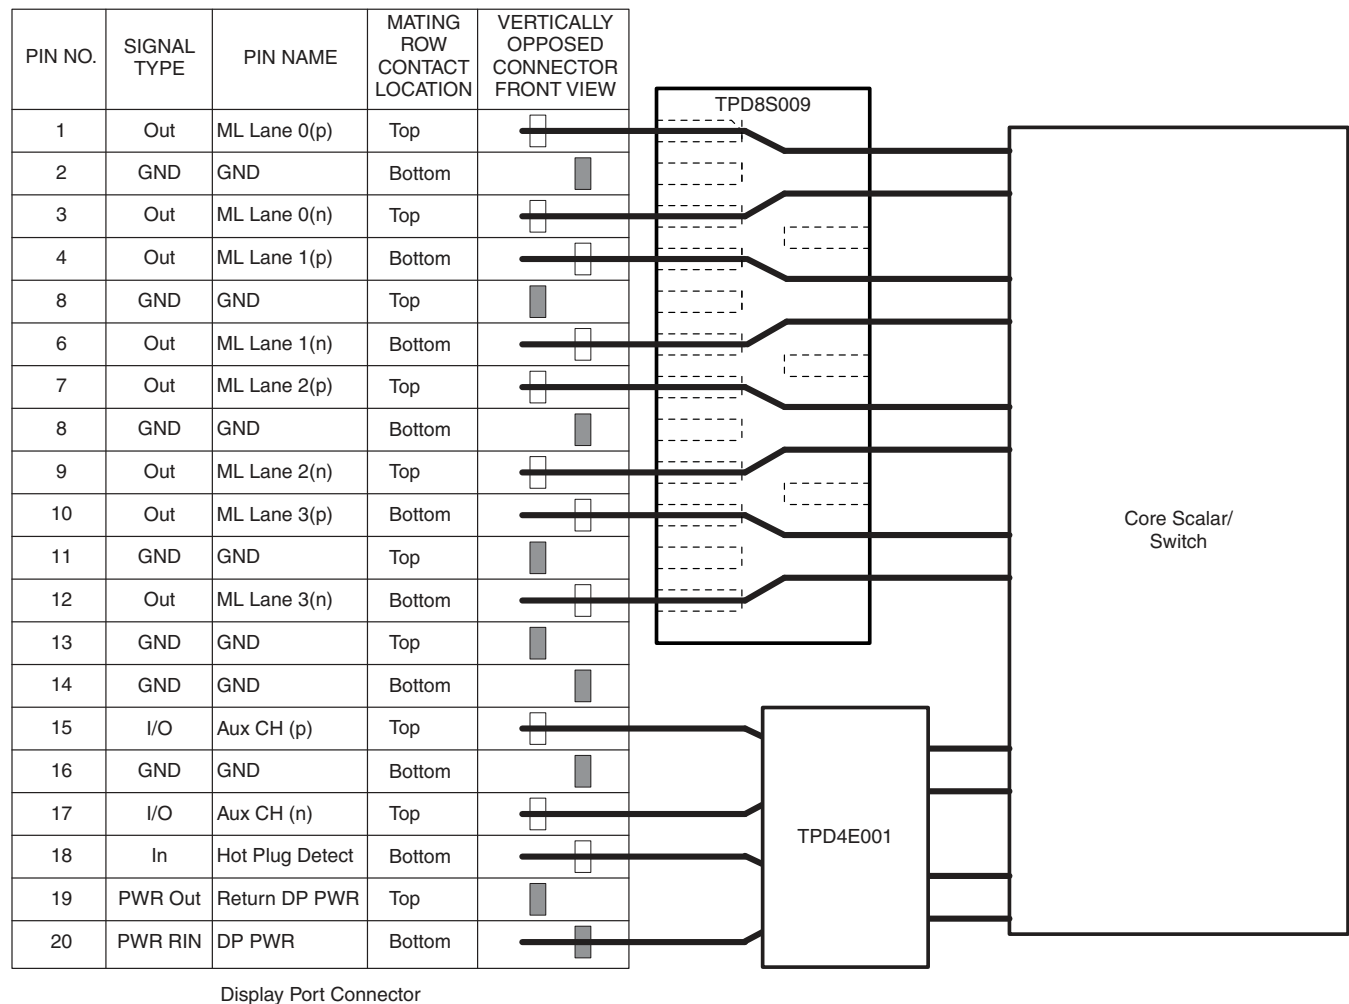 PIN NO. SIGNAL TYPE PIN NAME MATING ROW CONTACT LOCATION VERTICALLY OPPOSED CONNECTOR FRONT VIEW
TPD8S009
1 Out ML Lane 0(p) Top
2 GND GND Bottom
3 Out ML Lane 0(n) Top
4 Out ML Lane 1(p) Bottom
8 GND GND Top
6 Out ML Lane 1(n) Bottom
7 Out ML Lane 2(p) Top
8 GND GND Bottom
9 Out ML Lane 2(n) Top
10 Out ML Lane 3(p) Bottom
11 GND GND Top
12 Out ML Lane 3(n) Bottom
13 GND GND Top
14 GND GND Bottom
15 I/O Aux CH (p) Top
16 GND GND Bottom
17 I/O Aux CH (n) Top
18 In Hot Plug Detect Bottom
19 PWR Out Return DP PWR Top
20 PWR RIN DP PWR Bottom
Core Scalar/
Switch
TPD4E001
Display Port Connector